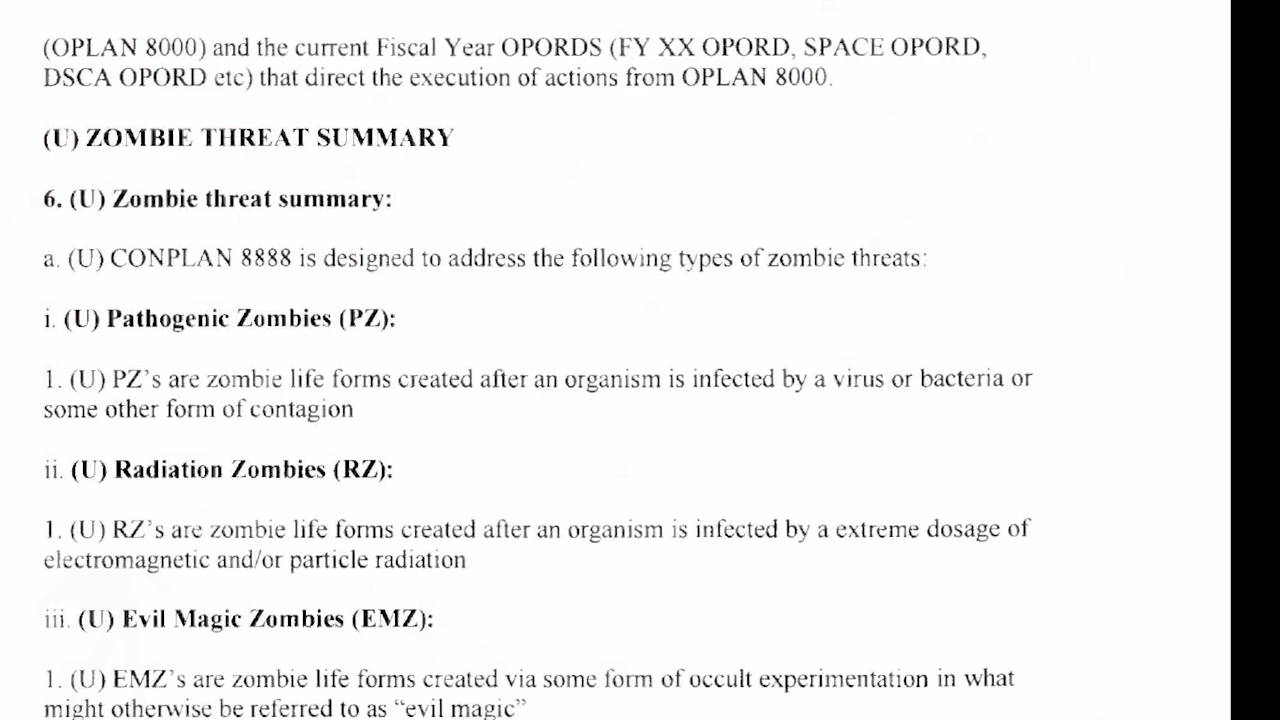 (OPLAN 8000) and the current Fiscal Year OPORDS (FY XX OPORD, SPACE OPORD,
DSCA OPORD etc) that direct the execution of actions from OPLAN 8000.
(U) ZOMBIE THREAT SUMMARY
6. (U) Zombie threat summary:
a. (U) CONPLAN 8888 is designed to address the following types of zombie threats:
i. (U) Pathogenic Zombies (PZ):
1. (U) PZ's are zombie life forms created after an organism is infected by a virus or bacteria or
some other form of contagion
ii. (U) Radiation Zombies (RZ):
1. (U) RZ's are zombie life forms created after an organism is infected by a extreme dosage of
electromagnetic and/or particle radiation
iii. (U) Evil Magic Zombies (EMZ):
1. (U) EMZ's are zombie life forms created via some form of occult experimentation in what
might otherwise be referred to as “evil magic”